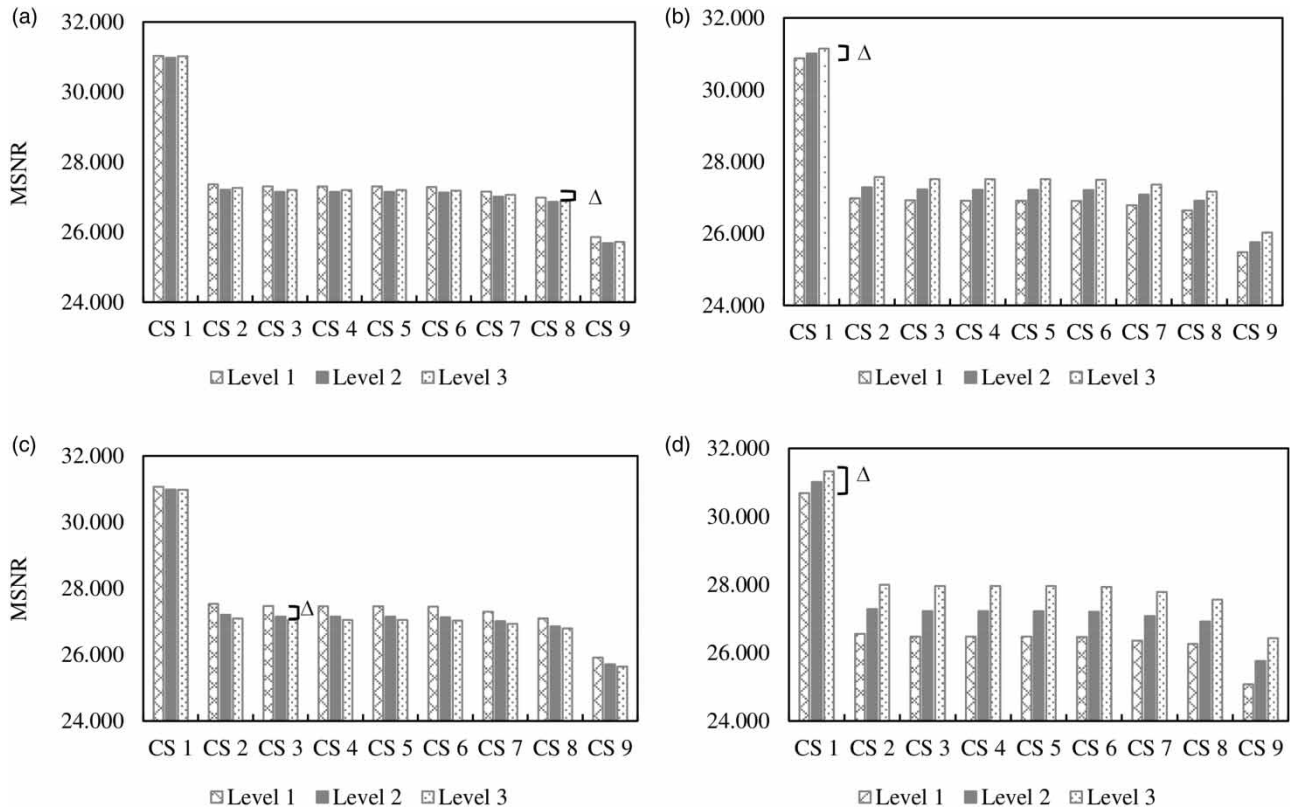 (a)
32.000
30.000
28.000
26.000
24.000
MSNR
Δ
CS 1 CS 2 CS 3 CS 4 CS 5 CS 6 CS 7 CS 8 CS 9
Level 1 Level 2 Level 3
(b)
32.000
30.000
28.000
26.000
24.000
Δ
CS 1 CS 2 CS 3 CS 4 CS 5 CS 6 CS 7 CS 8 CS 9
Level 1 Level 2 Level 3
(c)
32.000
30.000
28.000
26.000
24.000
MSNR
Δ
CS 1 CS 2 CS 3 CS 4 CS 5 CS 6 CS 7 CS 8 CS 9
Level 1 Level 2 Level 3
(d)
32.000
30.000
28.000
26.000
24.000
Δ
CS 1 CS 2 CS 3 CS 4 CS 5 CS 6 CS 7 CS 8 CS 9
Level 1 Level 2 Level 3